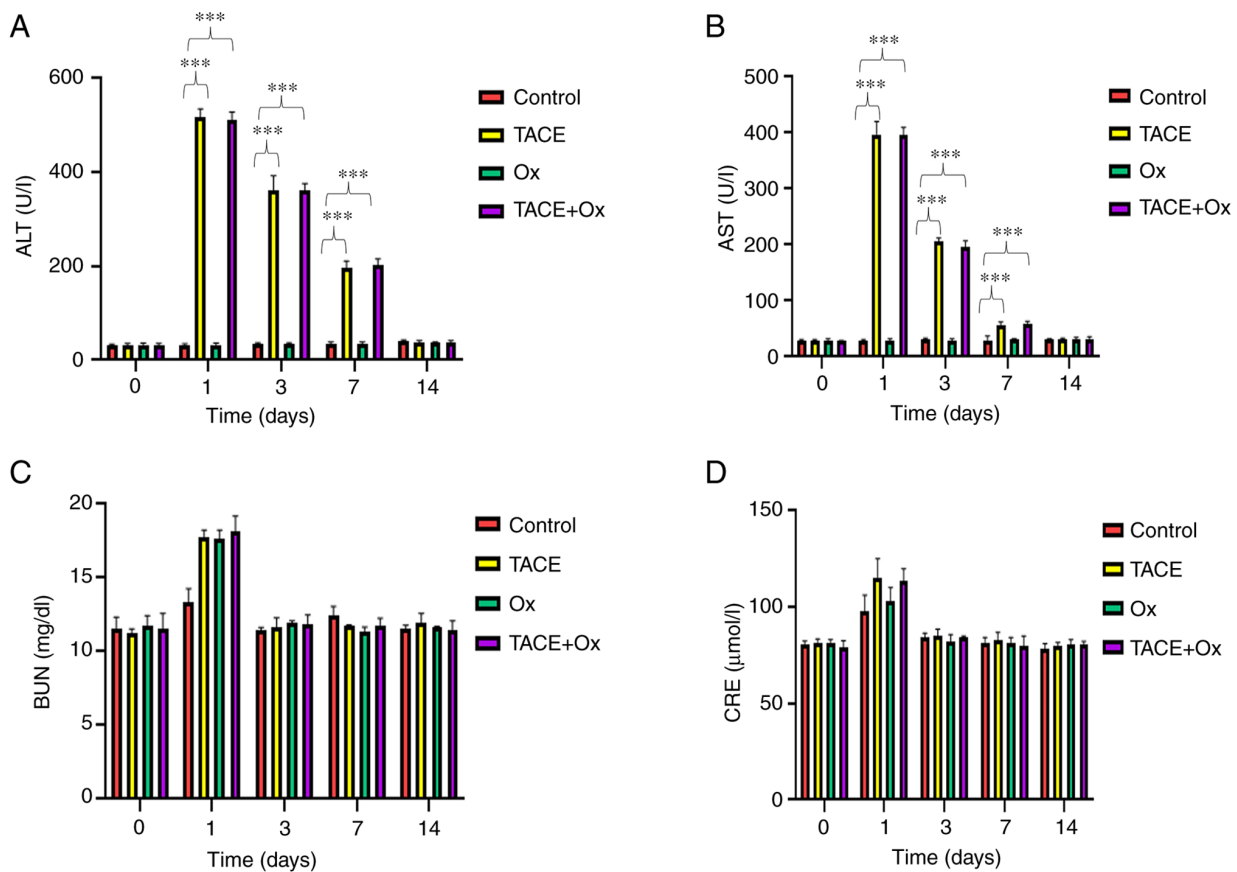 A
***
***
***
***
***
***
600
400
200
0
ALT (U/l)
0 1 3 7 14
Time (days)
Control
TACE
Ox
TACE+Ox
B
***
***
***
***
***
***
500
400
300
200
100
0
AST (U/l)
0 1 3 7 14
Time (days)
Control
TACE
Ox
TACE+Ox
C
20
15
10
5
0
BUN (mg/dl)
0 1 3 7 14
Time (days)
Control
TACE
Ox
TACE+Ox
D
150
100
50
0
CRE (μmol/l)
0 1 3 7 14
Time (days)
Control
TACE
Ox
TACE+Ox